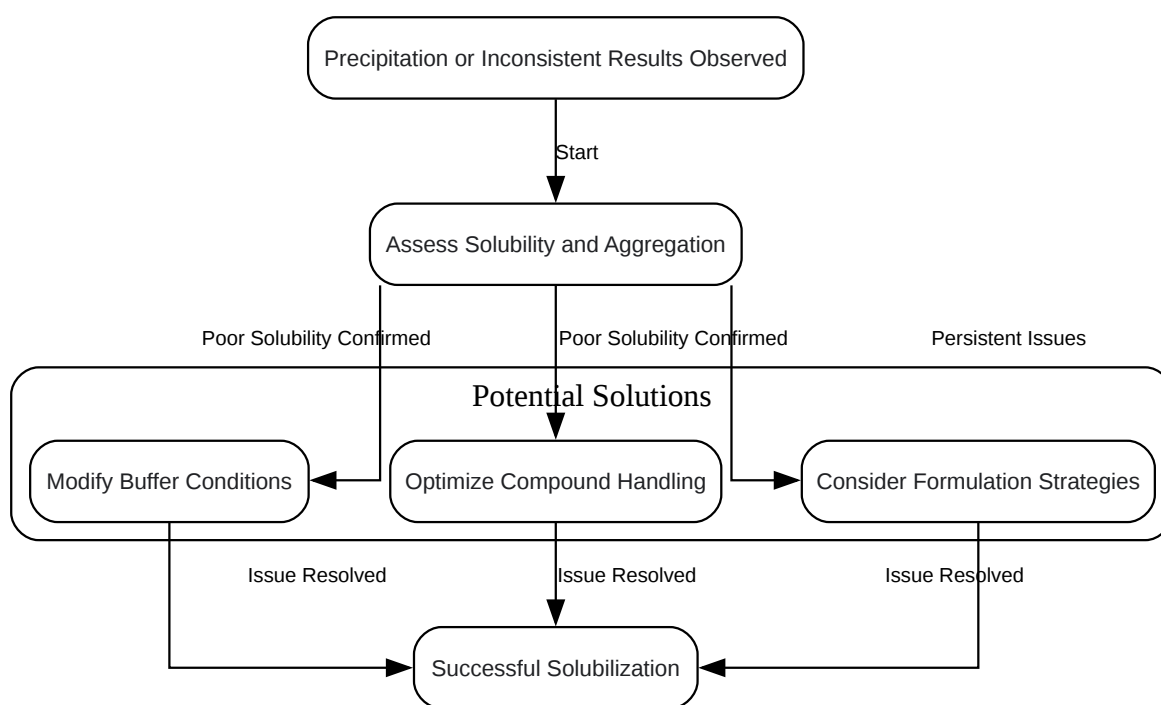 Precipitation or Inconsistent Results Observed
Start
Assess Solubility and Aggregation
Poor Solubility Confirmed
Poor Solubility Confirmed
Persistent Issues
Potential Solutions
Modify Buffer Conditions
Optimize Compound Handling
Consider Formulation Strategies
Issue Resolved
Issue Resolved
Issue Resolved
Successful Solubilization